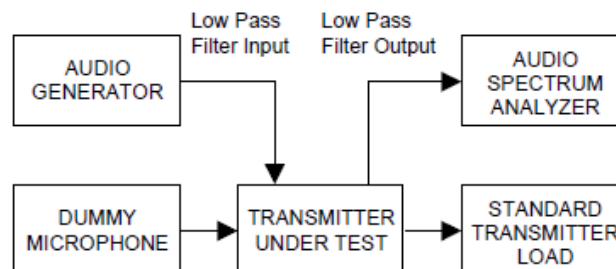 Low Pass
Filter Input
Low Pass
Filter Output
AUDIO
GENERATOR
AUDIO
SPECTRUM
ANALYZER
DUMMY
MICROPHONE
TRANSMITTER
UNDER TEST
STANDARD
TRANSMITTER
LOAD